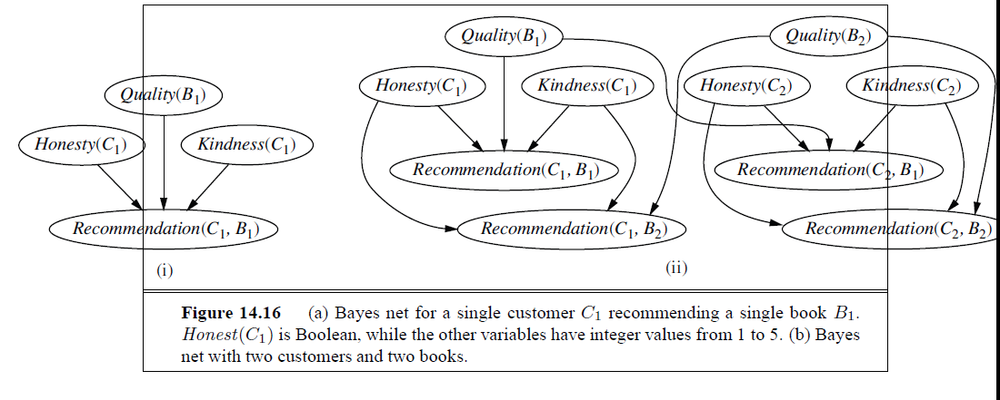 Quality(B1)
Honesty(C1)
Kindness(C1)
Recommendation(C1, B1)
(i)
Quality(B1)
Quality(B2)
Honesty(C1)
Kindness(C1)
Honesty(C2)
Kindness(C2)
Recommendation(C1, B1)
Recommendation(C2, B1)
Recommendation(C1, B2)
Recommendation(C2, B2)
(ii)
Figure 14.16 (a) Bayes net for a single customer C1 recommending a single book B1.
Honest(C1) is Boolean, while the other variables have integer values from 1 to 5. (b) Bayes
net with two customers and two books.